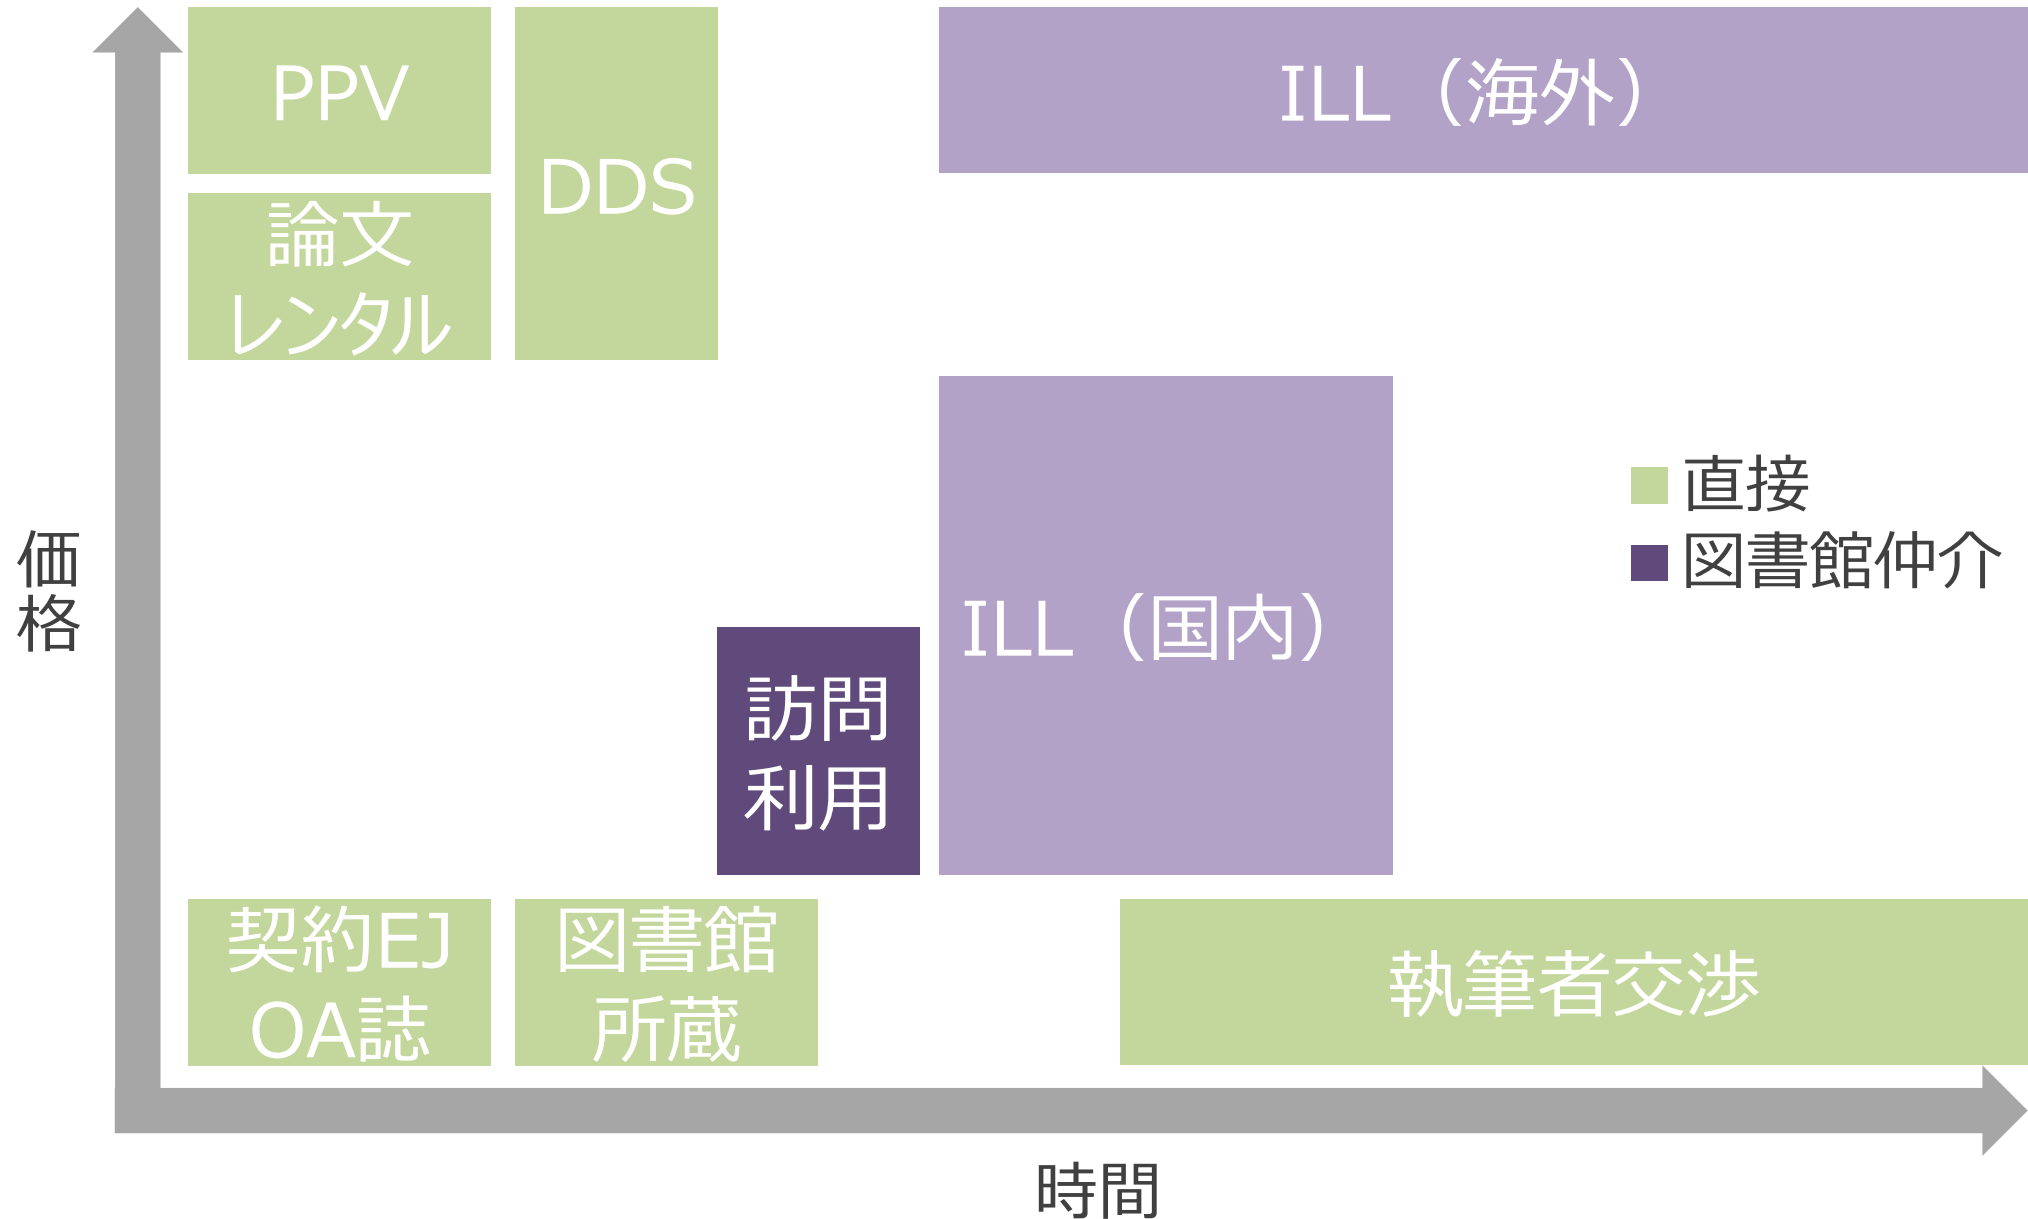 PPV
DDS
ILL（海外）
論文
レンタル
ILL（国内）
直接
図書館仲介
価格
訪問
利用
契約EJ
OA誌
図書館
所蔵
執筆者交渉
時間